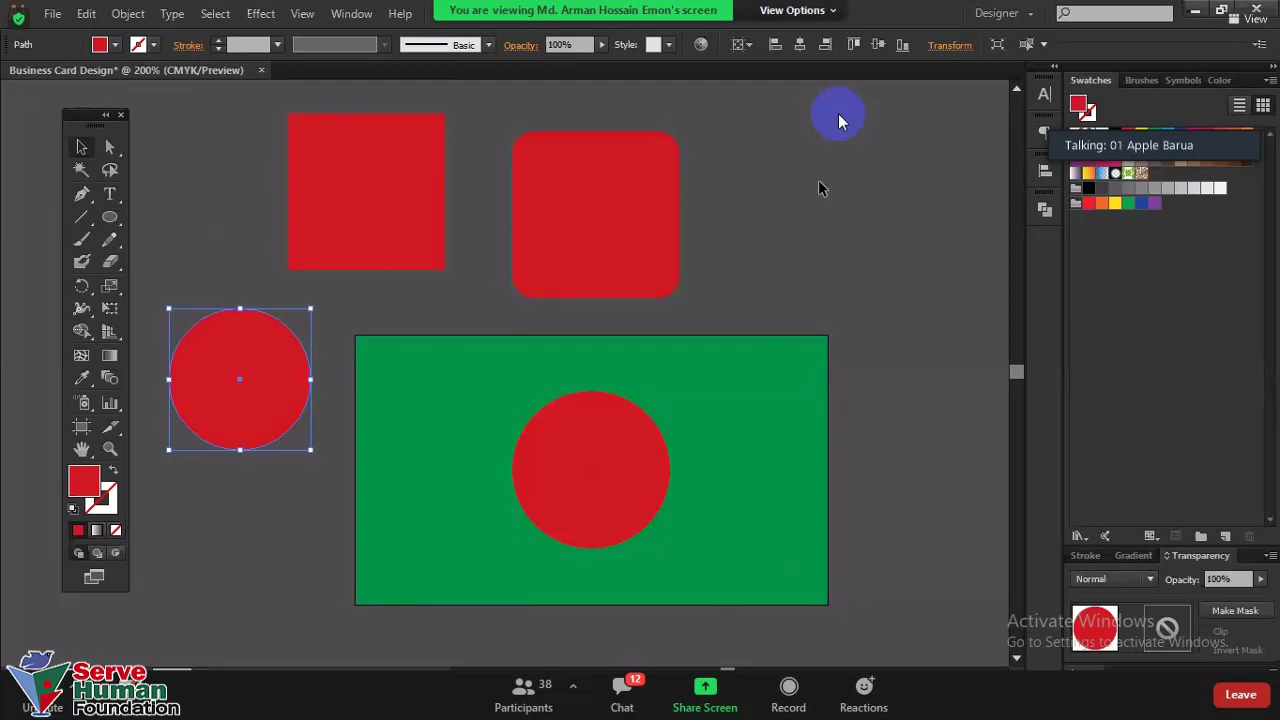 You are viewing Md. Arman Hossain Emon's screen
View Options
File Edit Object Type Select Effect View Window Help
Designer
View
Path
Stroke:
Basic
Opacity: 100%
Style:
Transform
Business Card Design* @ 200% (CMYK/Preview)
Swatches Brushes Symbols Color
Talking: 01 Apple Barua
Stroke Gradient Transparency
Normal
Opacity: 100%
Make Mask
Clip
Invert Mask
Activate Windows
Go to Settings to activate Windows.
Serve
Human
Foundation
38
12
Participants
Chat
Share Screen
Record
Reactions
Leave